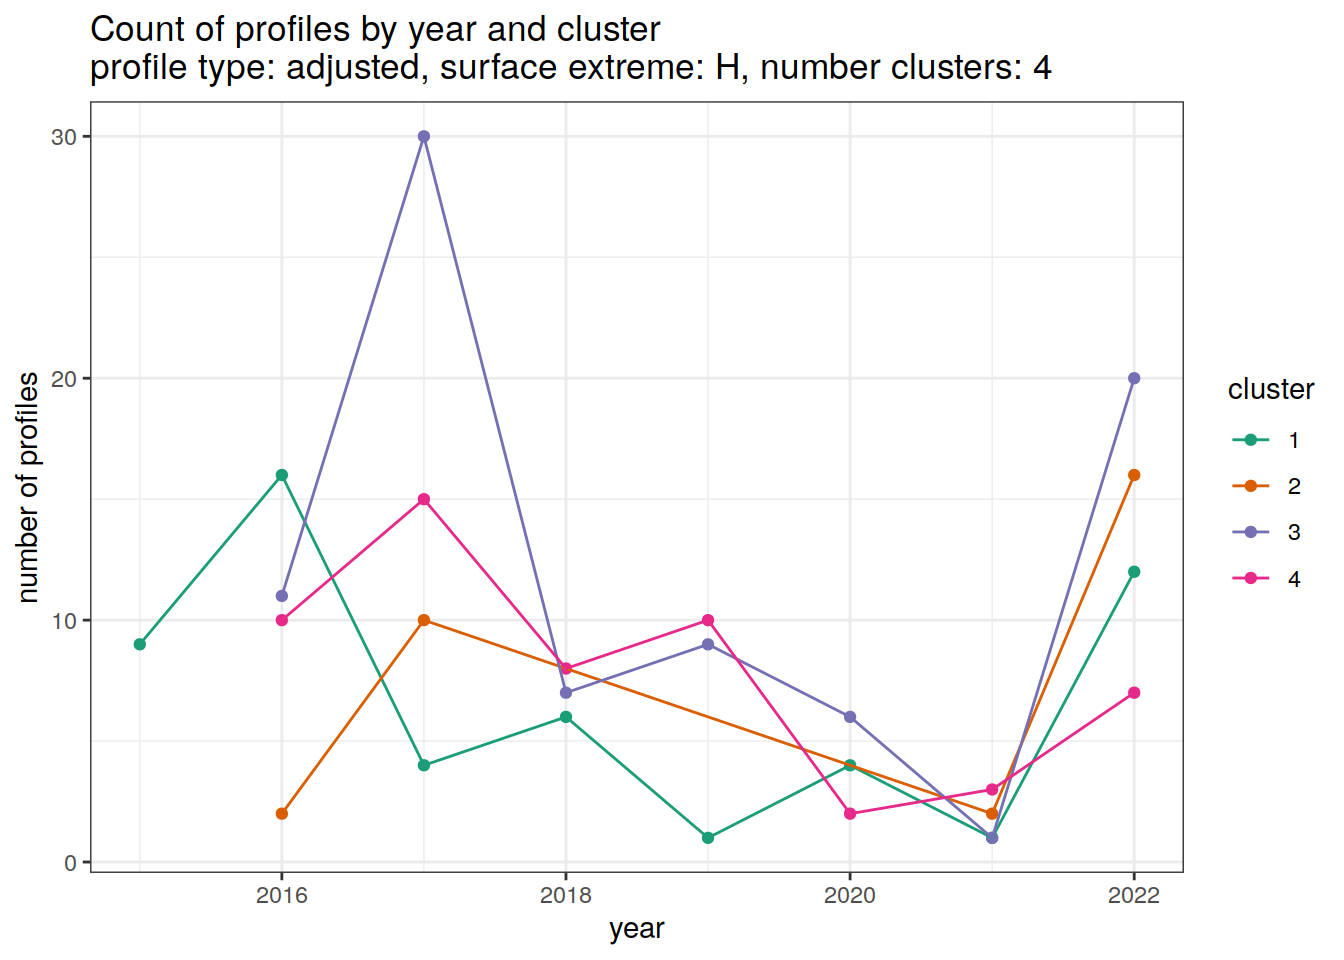 Count of profiles by year and cluster
profile type: adjusted, surface extreme: H, number clusters: 4
30
20
10
0
number of profiles
2016 2018 2020 2022
year
cluster
1
2
3
4